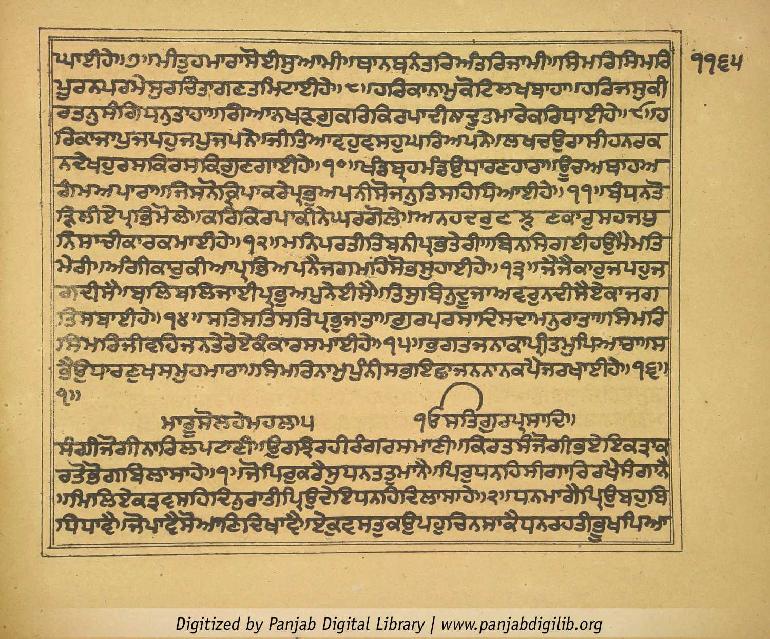 ਘਾਈਹੇ॥੭॥ਮੀਤੁਹਮਾਰਾਸੋਈਸੁਆਮੀ॥ਥਾਨਥਨੰਤਰਿਅੰਤਰਿਜਾਮੀ॥ਸਿਮਰਿਸਿਮਰਿ
੧੧੬੫
ਪੂਰਨਪਰਮੇਸੁਰਚਿੰਤਾਗਣਤਮਿਟਾਈਹੇ॥੮॥ਹਰਿਕਾਨਾਮੁਕੋਟਿਲਖਬਾਹਾ॥ਹਰਿਜਸੁਕੀ
ਰਤਨੁਸੰਗਿਧਨੁਤਾਹਾ॥ਗਿਆਨਖੜਗੁਕਰਿਕਿਰਪਾਦੀਨਾਦੂਤਮਾਰੇਕਰਿਧਾਈਹੇ॥੯॥ਹ
ਰਿਕਾਜਾਪੁਜਪਹੁਜਪੁਜਪਨੇ॥ਜੀਤਿਆਵਹੁਵਸਹੁਘਰਿਅਪਨੇ॥ਲਖਚਉਰਾਸੀਹਨਰਕ
ਨਦੇਖਹੁਰਸਕਿਰਸਕਿਗੁਣਗਾਈਹੇ॥੧੦॥ਖੰਡਬ੍ਰਹਮੰਡਉਧਾਰਣਹਾਰਾ॥ਊਚਅਥਾਹਅ
ਗੰਮਅਪਾਰਾ॥ਜਿਸਨੋਕ੍ਰਿਪਾਕਰੇਪ੍ਰਭੁਅਪਨੀਸੋਜਨੁਤਿਸਹਿਧਿਆਈਹੇ॥੧੧॥ਬੰਧਨਤੋ
ੜਿਲੀਏਪ੍ਰਭਿਮੋਲੇ॥ਕਰਿਕਿਰਪਾਕੀਨੇਘਰਗੋਲੇ॥ਅਨਹਦਰੁਣ ਝੁ ਣਕਾਰੁਸਹਜਧੁ
ਨਿਸਾਚੀਕਾਰਕਮਾਈਹੇ॥੧੨॥ਮਨਿਪਰਤੀਤਿਬਨੀਪ੍ਰਭਤੇਰੀ॥ਬਿਨਸਿਗਈਹਉਮੈਮਤਿ
ਮੇਰੀ॥ਅੰਗੀਕਾਰੁਕੀਆਪ੍ਰਭਿਅਪਨੈਜਗਮਹਿਸੋਭਸੁਹਾਈਹੇ॥੧੩॥ਜੈਜੈਕਾਰੁਜਪਹੁਜ
ਗਦੀਸੈ॥ਬਲਿਬਲਿਜਾਈਪ੍ਰਭਅਪੁਨੇਈਸੈ॥ਤਿਸੁਬਿਨੁਦੂਜਾਅਵਰੁਨਦੀਸੈਏਕਾਜਗ
ਤਿਸਬਾਈਹੇ॥੧੪॥ਸਤਿਸਤਿਸਤਿਪ੍ਰਭੁਜਾਤਾ॥ਗੁਰਪਰਸਾਦਿਸਦਾਮਨੁਰਾਤਾ॥ਸਿਮਰਿ
ਸਿਮਰਿਜੀਵਹਿਜਨਤੇਰੇਏਕੰਕਾਰਸਮਾਈਹੇ॥੧੫॥ਭਗਤਜਨਾਕਾਪ੍ਰੀਤਮੁਪਿਆਰਾ॥ਸ
ਭੈਉਧਾਰਣੁਖਸਮੁਹਮਾਰਾ॥ਸਿਮਰਿਨਾਮੁਪੁੰਨੀਸਭਇਛਾਜਨਨਾਨਕਪੈਜਰਖਾਈਹੇ॥੧੬॥
੧॥
ਮਾਰੂਸੋਲਹੇਮਹਲਾ੫ ੧ੴਸਤਿਗੁਰਪ੍ਰਸਾਦਿ॥
ਸੰਗੀਜੋਗੀਨਾਰਿਲਪਟਾਣੀ॥ਉਰਝਿਰਹੀਰੰਗਰਸਮਾਣੀ॥ਕਿਰਤਸੰਜੋਗੀਭਏਇਕਤ੍ਰਾਕ
ਰਤੇਭੋਗਬਿਲਾਸਾਹੇ॥੧॥ਜੋਪਿਰੁਕਰੈਸੁਧਨਤਤੁਮਾਨੈ॥ਪਿਰੁਧਨਹਿਸੀਗਾਰਿਰਖੈਸੰਗਾਨੈ
॥ਮਿਲਿਏਕਤ੍ਰਵਸਹਿਦਿਨੁਰਾਤੀਪ੍ਰਿਉਦੇਇਧਨਹਿਦਿਲਾਸਾਹੇ॥੨॥ਧਨਮਾਗੈਪ੍ਰਿਉਬਹੁਬਿ
ਧਿਧਾਵੈ॥ਜੋਪਾਵੈਸੋਆਣਿਦਿਖਾਵੈ॥ਏਕਵਸਤੁਕਉਪਹੁਚਿਨਸਾਕੈਧਨਰਹਤੀਭੂਖਪਿਆ
Digitized by Panjab Digital Library | www.panjabdigilib.org